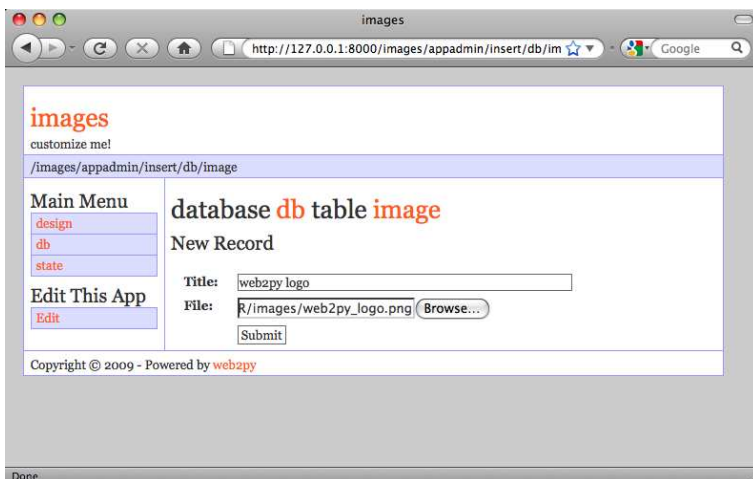 images
http://127.0.0.1:8000/images/appadmin/insert/db/im
Google
images
customize me!
/images/appadmin/insert/db/image
Main Menu
design
db
state
Edit This App
Edit
database db table image
New Record
Title: web2py logo
File: R/images/web2py_logo.png Browse...
Submit
Copyright © 2009 - Powered by web2py
Done